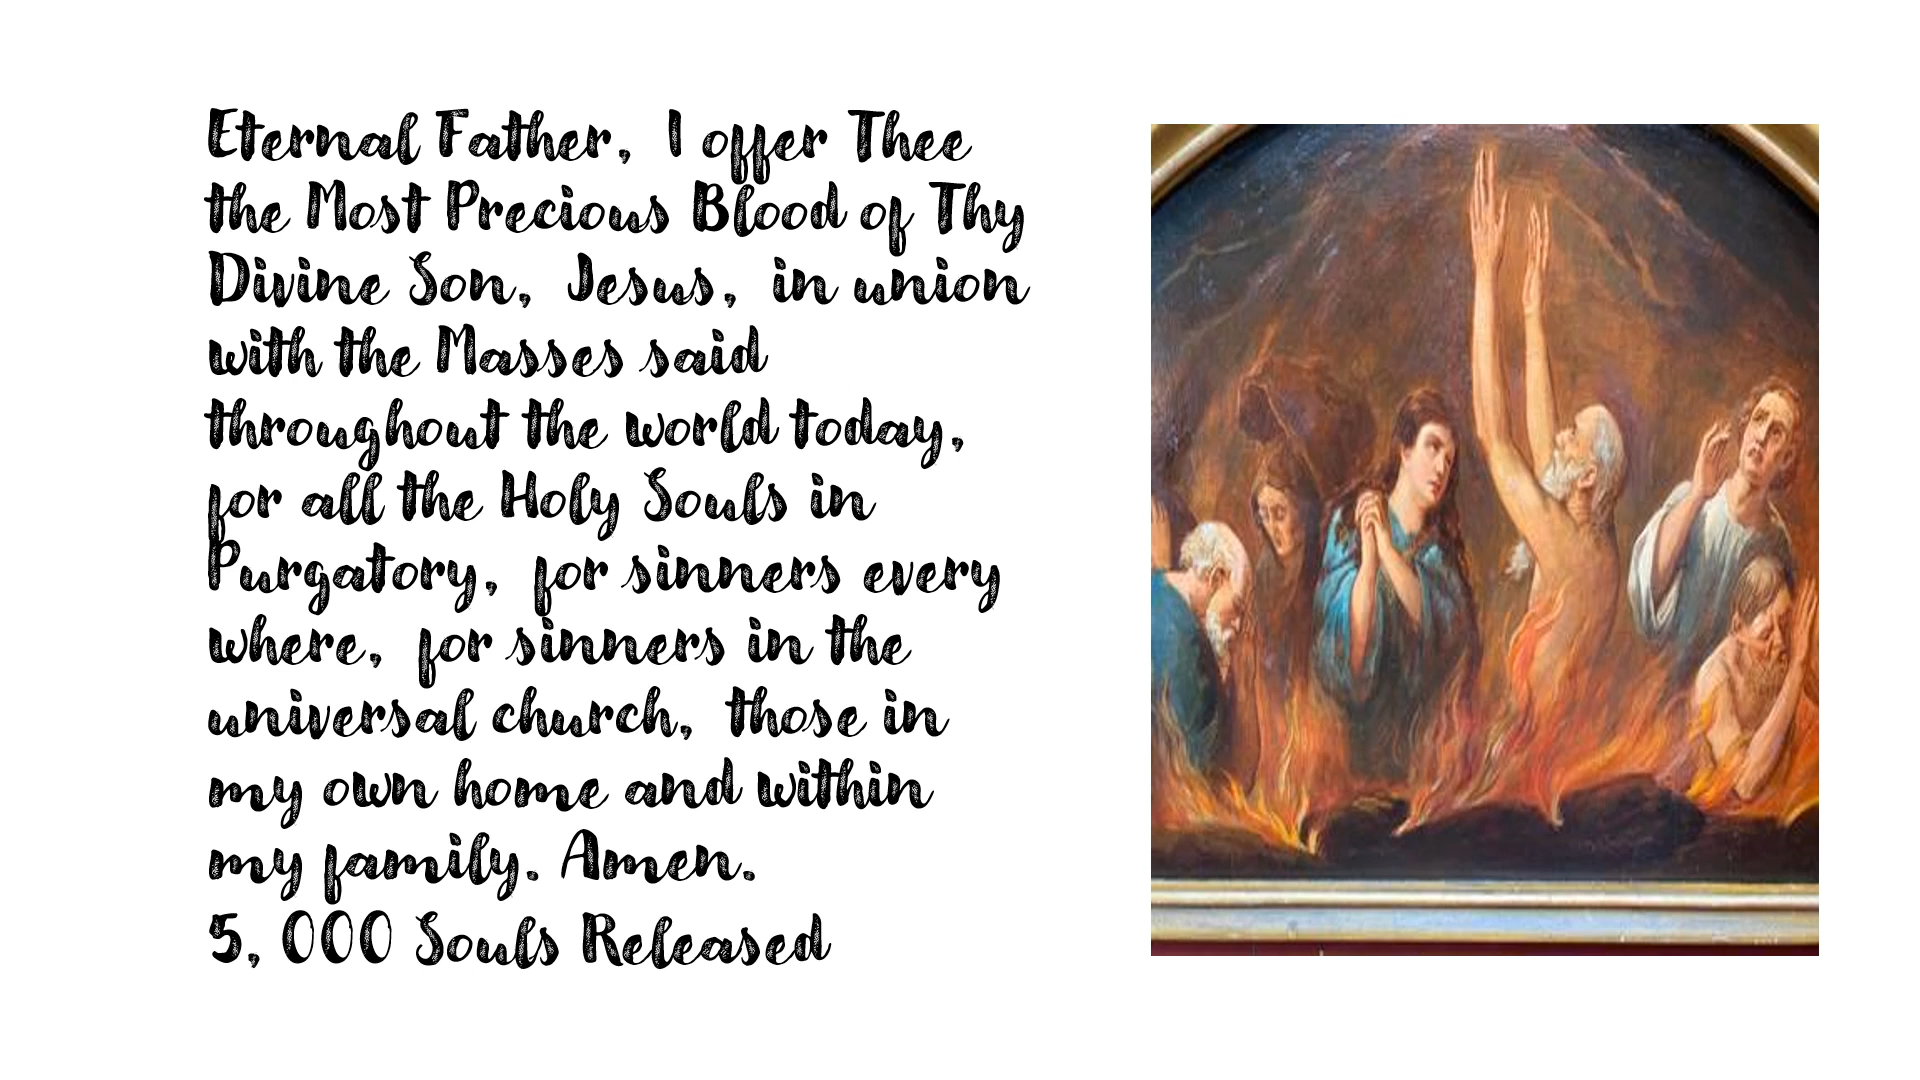 Eternal Father, I offer Thee
the Most Precious Blood of Thy
Divine Son, Jesus, in union
with the Masses said
throughout the world today,
for all the Holy Souls in
Purgatory, for sinners every
where, for sinners in the
universal church, those in
my own home and within
my family. Amen.
5, 000 Souls Released